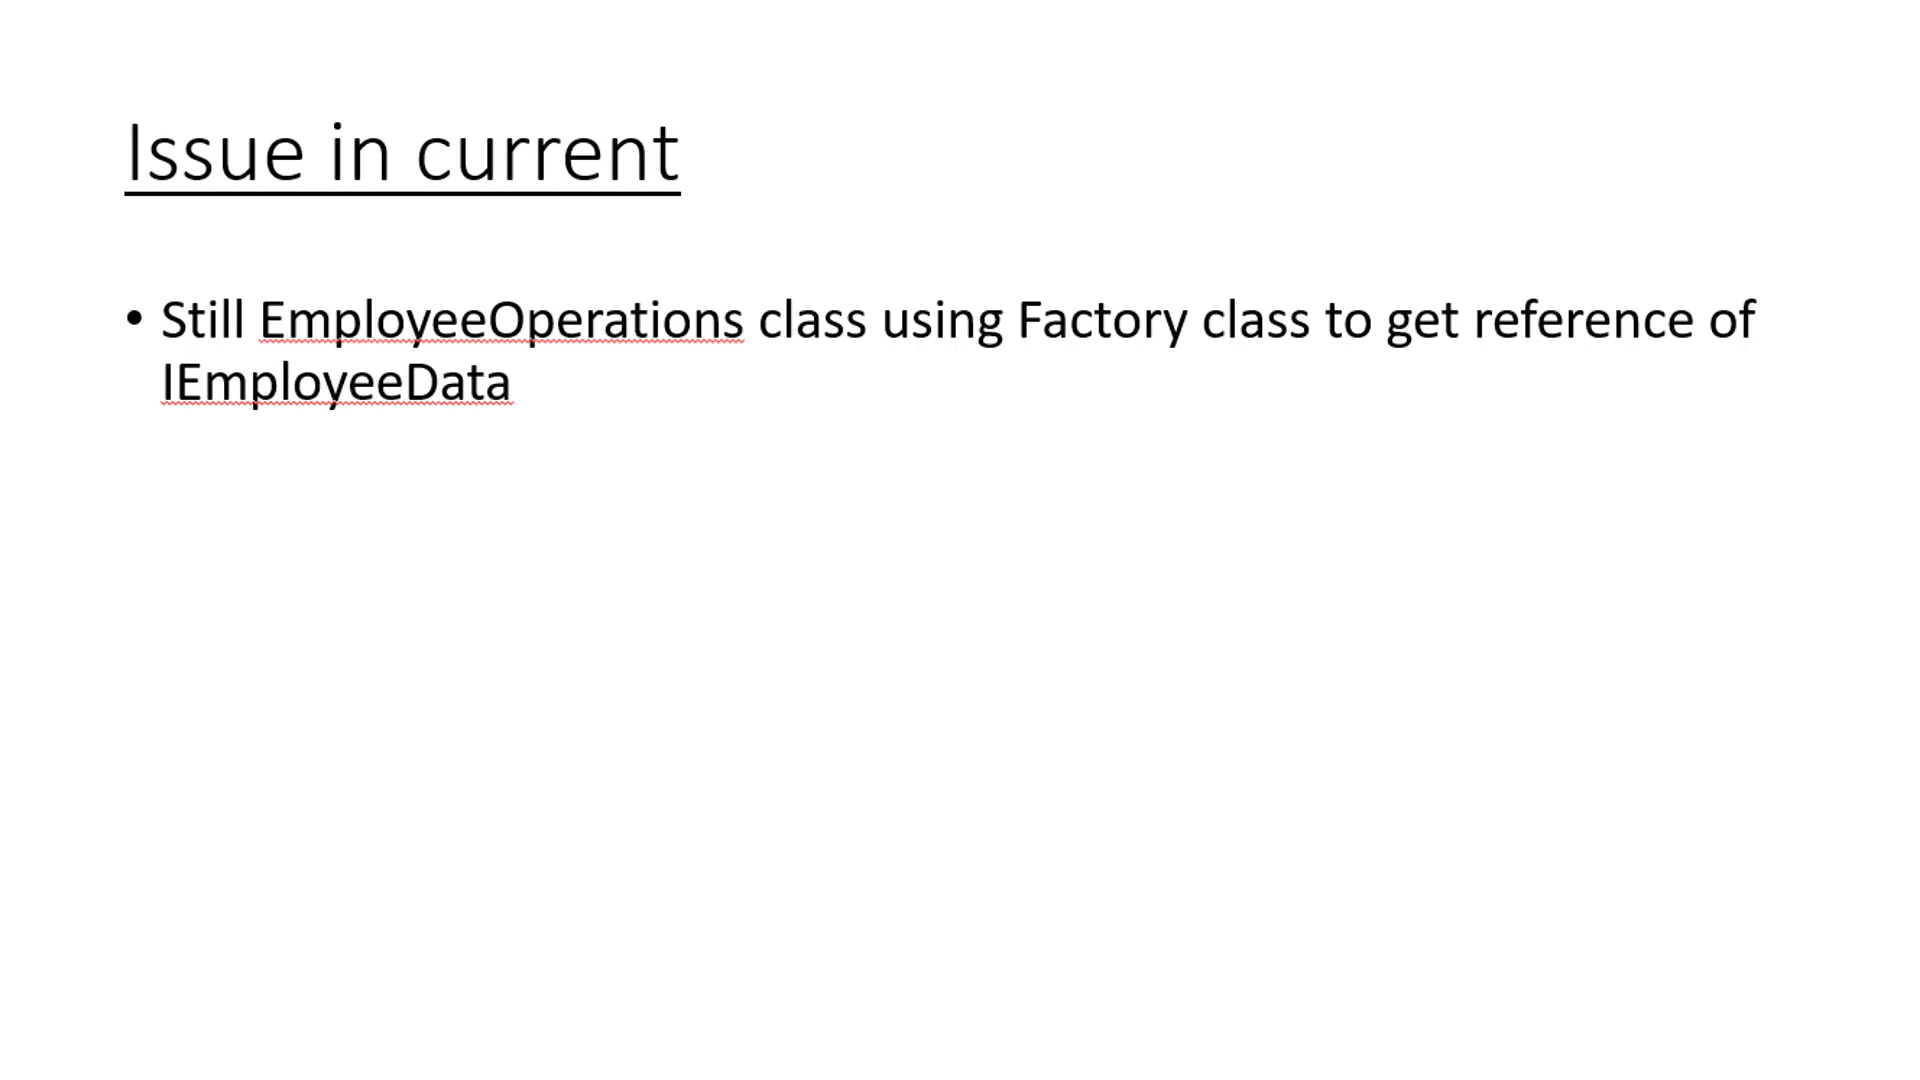 Issue in current
• Still EmployeeOperations class using Factory class to get reference of
IEmployeeData